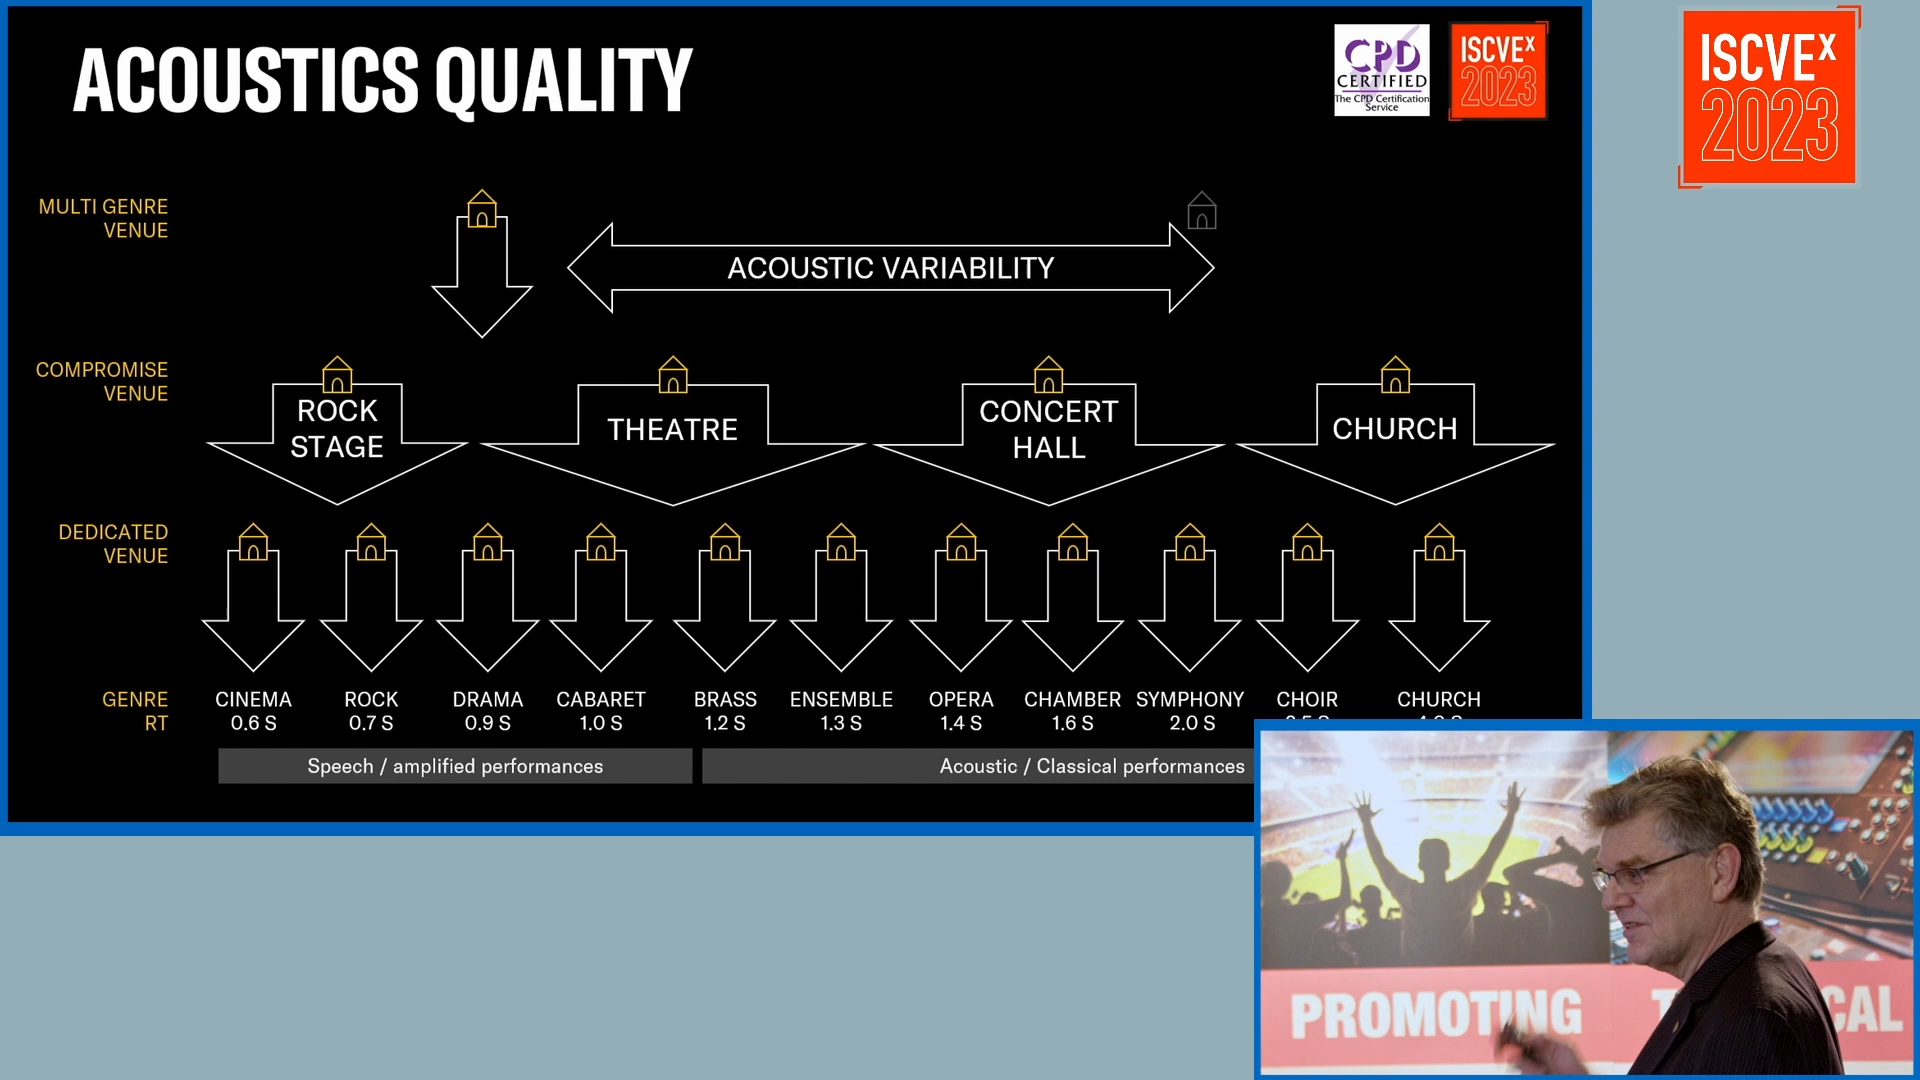 ACOUSTICS QUALITY
CPD
CERTIFIED
The CPD Certification
Service
ISCVEx
2023
ISCVEx
2023
MULTI GENRE
VENUE
ACOUSTIC VARIABILITY
COMPROMISE
VENUE
ROCK
STAGE
THEATRE
CONCERT
HALL
CHURCH
DEDICATED
VENUE
GENRE
RT
CINEMA
0.6 S
ROCK
0.7 S
DRAMA
0.9 S
CABARET
1.0 S
BRASS
1.2 S
ENSEMBLE
1.3 S
OPERA
1.4 S
CHAMBER
1.6 S
SYMPHONY
2.0 S
CHOIR
CHURCH
Speech / amplified performances
Acoustic / Classical performances
PROMOTING